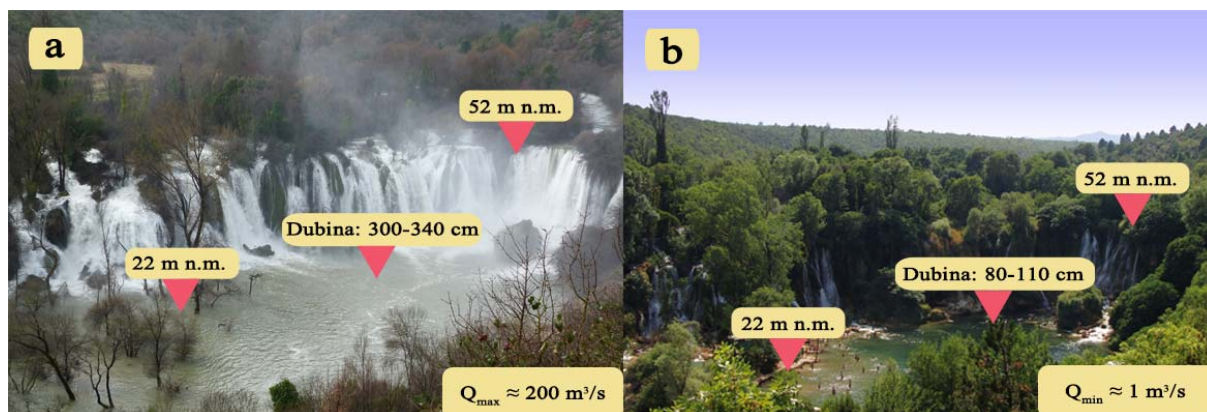 a
52 m n.m.
Dubina: 300-340 cm
22 m n.m.
Qmax ≈ 200 m³/s
b
52 m n.m.
Dubina: 80-110 cm
22 m n.m.
Qmin ≈ 1 m³/s